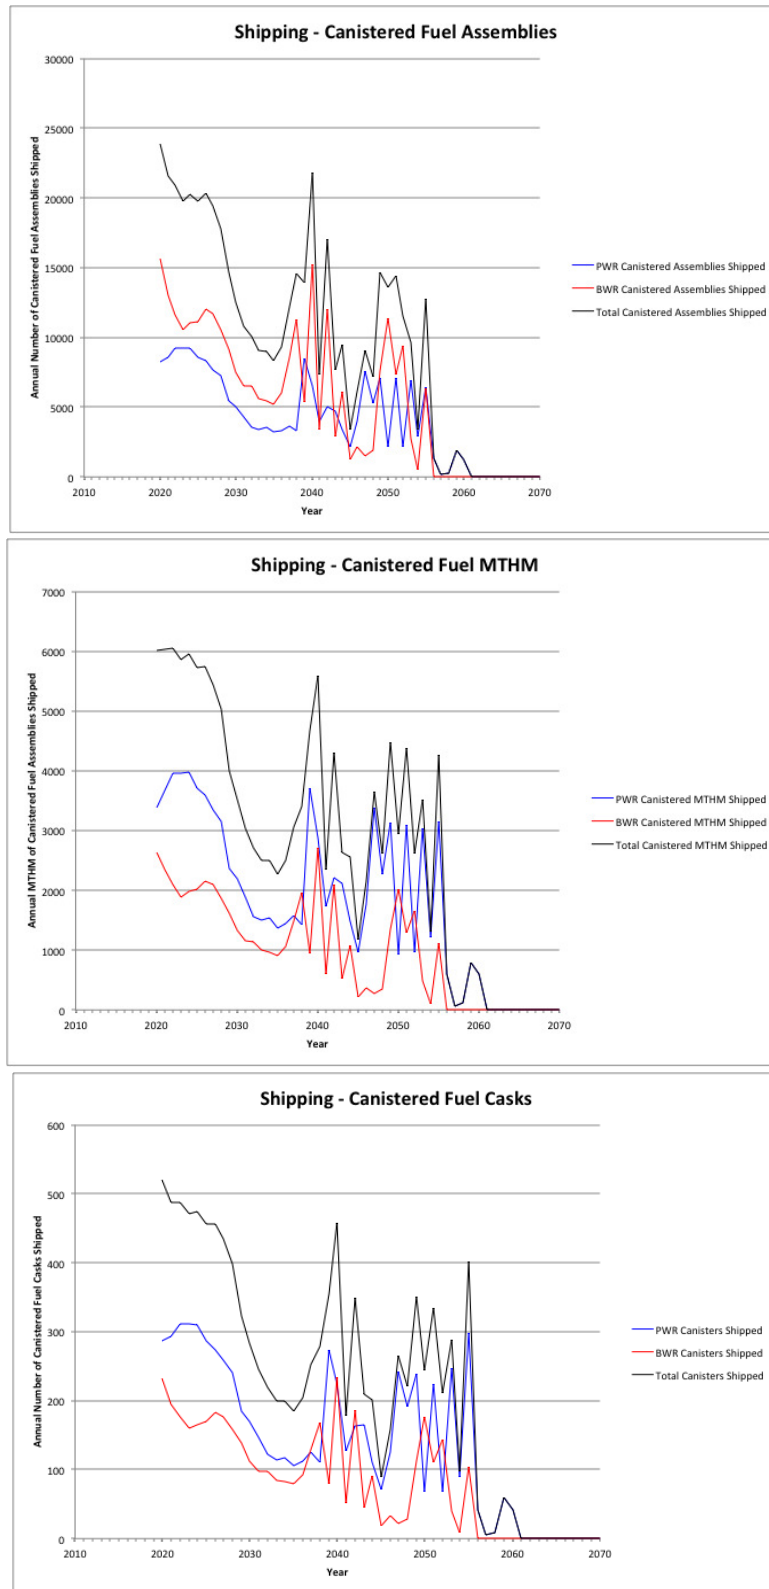 Shipping - Canistered Fuel Assemblies
Annual Number of Canistered Fuel Assemblies Shipped
30000
25000
20000
15000
10000
5000
0
2010 2020 2030 2040 2050 2060 2070
Year
PWR Canistered Assemblies Shipped
BWR Canistered Assemblies Shipped
Total Canistered Assemblies Shipped
Shipping - Canistered Fuel MTHM
Annual MTHM of Canistered Fuel Assemblies Shipped
7000
6000
5000
4000
3000
2000
1000
0
2010 2020 2030 2040 2050 2060 2070
Year
PWR Canistered MTHM Shipped
BWR Canistered MTHM Shipped
Total Canistered MTHM Shipped
Shipping - Canistered Fuel Casks
Annual Number of Canistered Fuel Casks Shipped
600
500
400
300
200
100
0
2010 2020 2030 2040 2050 2060 2070
Year
PWR Canisters Shipped
BWR Canisters Shipped
Total Canisters Shipped